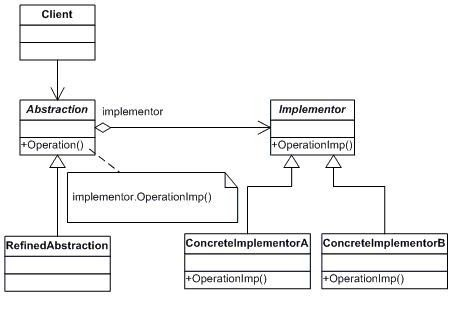 Client
Abstraction
+Operation()
implementor
Implementor
+OperationImp()
implementor.OperationImp()
RefinedAbstraction
ConcreteImplementorA
+OperationImp()
ConcreteImplementorB
+OperationImp()